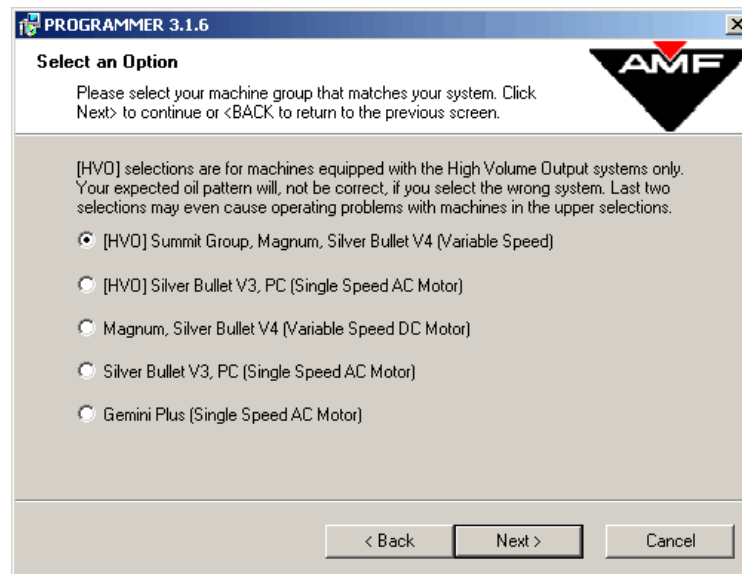 PROGRAMMER 3.1.6
Select an Option
AMF
Please select your machine group that matches your system. Click
Next> to continue or <BACK to return to the previous screen.
[HVO] selections are for machines equipped with the High Volume Output systems only.
Your expected oil pattern will, not be correct, if you select the wrong system. Last two
selections may even cause operating problems with machines in the upper selections.
[HVO] Summit Group, Magnum, Silver Bullet V4 (Variable Speed)
[HVO] Silver Bullet V3, PC (Single Speed AC Motor)
Magnum, Silver Bullet V4 (Variable Speed DC Motor)
Silver Bullet V3, PC (Single Speed AC Motor)
Gemini Plus (Single Speed AC Motor)
< Back
Next >
Cancel